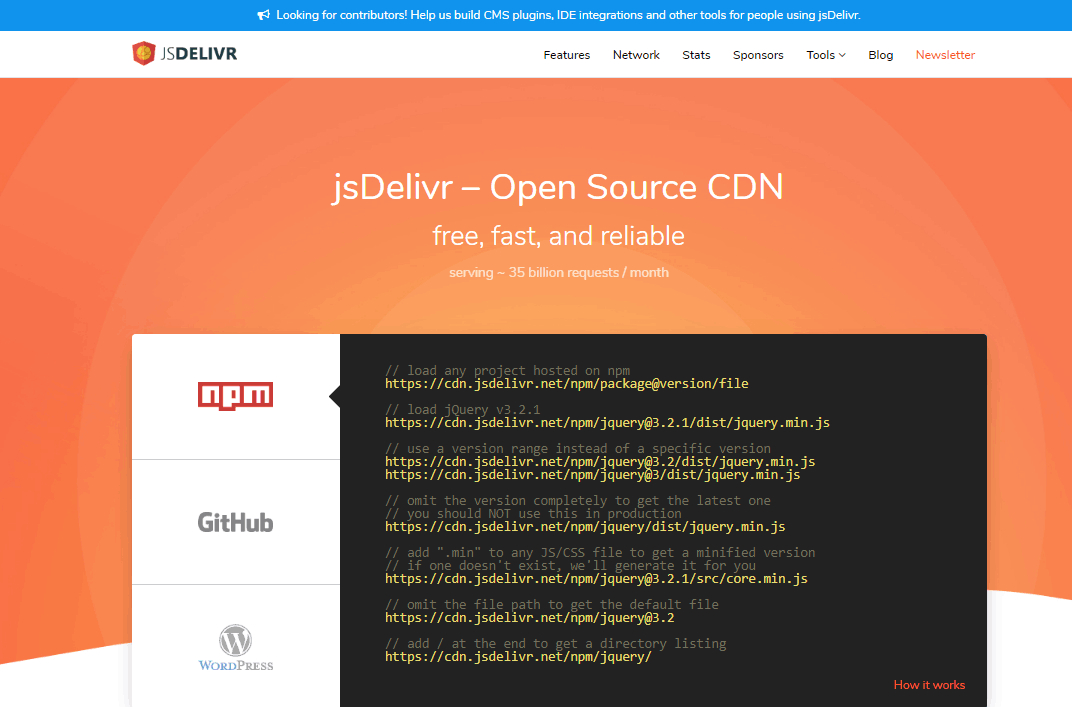 Looking for contributors! Help us build CMS plugins, IDE integrations and other tools for people using jsDelivr.
JSDELIVR
Features Network Stats Sponsors Tools Blog Newsletter
jsDelivr – Open Source CDN
free, fast, and reliable
serving ~ 35 billion requests / month
npm
GitHub
WORDPRESS
// load any project hosted on npm
https://cdn.jsdelivr.net/npm/package@version/file
// load jQuery v3.2.1
https://cdn.jsdelivr.net/npm/jquery@3.2.1/dist/jquery.min.js
// use a version range instead of a specific version
https://cdn.jsdelivr.net/npm/jquery@3.2/dist/jquery.min.js
https://cdn.jsdelivr.net/npm/jquery@3/dist/jquery.min.js
// omit the version completely to get the latest one
// you should NOT use this in production
https://cdn.jsdelivr.net/npm/jquery/dist/jquery.min.js
// add ".min" to any JS/CSS file to get a minified version
// if one doesn't exist, we'll generate it for you
https://cdn.jsdelivr.net/npm/jquery@3.2.1/src/core.min.js
// omit the file path to get the default file
https://cdn.jsdelivr.net/npm/jquery@3.2
// add / at the end to get a directory listing
https://cdn.jsdelivr.net/npm/jquery/
How it works